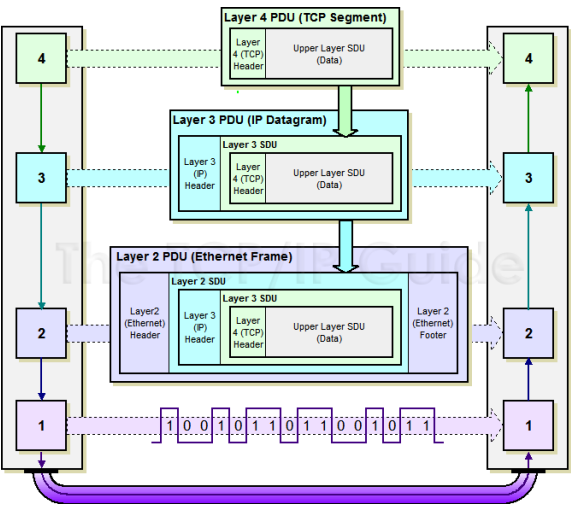 Layer 4 PDU (TCP Segment)
Layer
4 (TCP)
Header
Upper Layer SDU
(Data)
4
4
Layer 3 PDU (IP Datagram)
Layer 3 SDU
Layer 3
(IP)
Header
Layer
4 (TCP)
Header
Upper Layer SDU
(Data)
3
3
The TCP/IP Guide
Layer 2 PDU (Ethernet Frame)
Layer 2 SDU
Layer 3 SDU
Layer2
(Ethernet)
Header
Layer 3
(IP)
Header
Layer
4 (TCP)
Header
Upper Layer SDU
(Data)
Layer 2
(Ethernet)
Footer
2
2
1
1 0 0 1 0 1 1 0 1 1 0 0 1 0 1 1
1